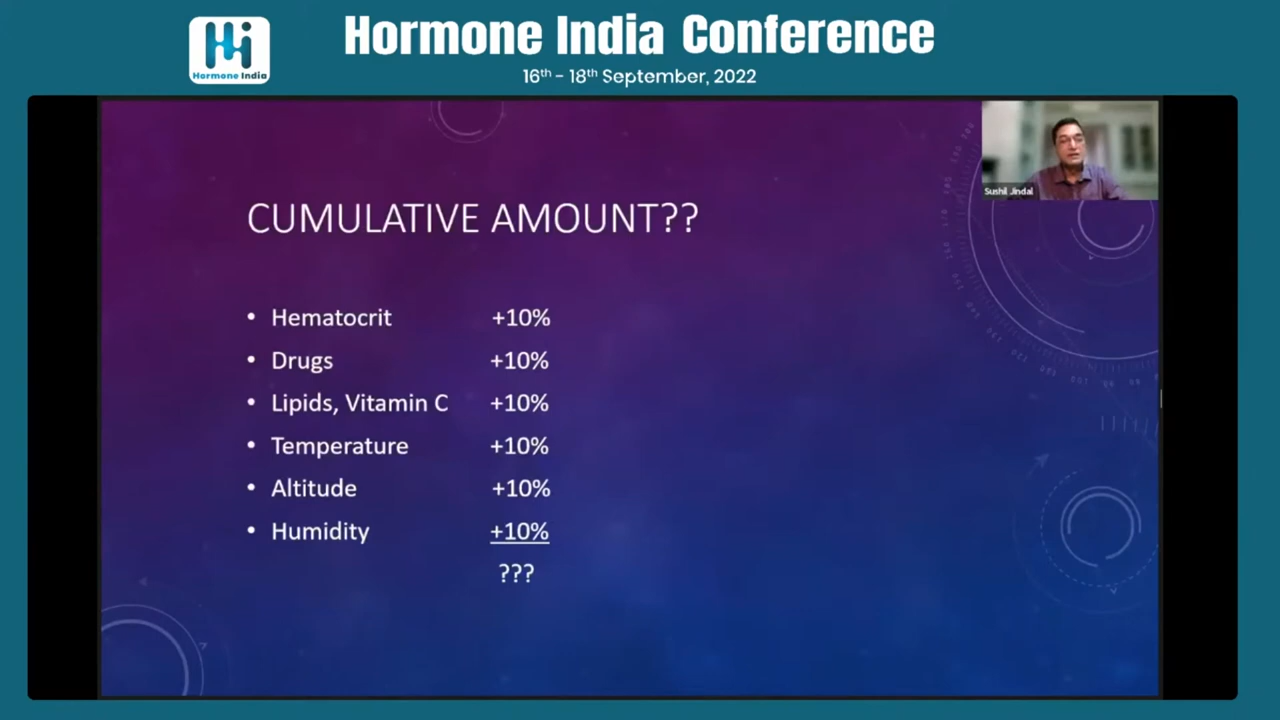 Hormone India Conference
16th - 18th September, 2022
Hi
Hormone India
Sushil Jindal
CUMULATIVE AMOUNT??
• Hematocrit +10%
• Drugs +10%
• Lipids, Vitamin C +10%
• Temperature +10%
• Altitude +10%
• Humidity +10%
???